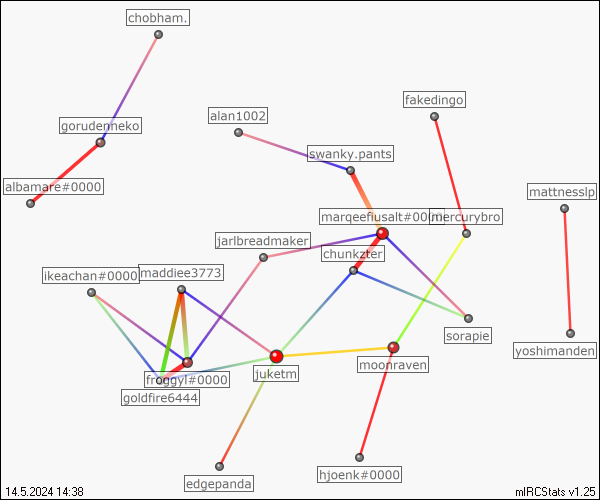 chobham.
fakedingo
alan1002
gorudenneko
swanky.pants
albamare#0000
mattnesslp
marqeefiusalt#00
mercurybro
jarlbreadmaker
chunkzter
maddiee3773
ikeachan#0000
sorapie
yoshimanden
moonraven
juketm
froggyl#0000
goldfire6444
hjoenk#0000
edgepanda
14.5.2024 14:38
mIRCStats v1.25